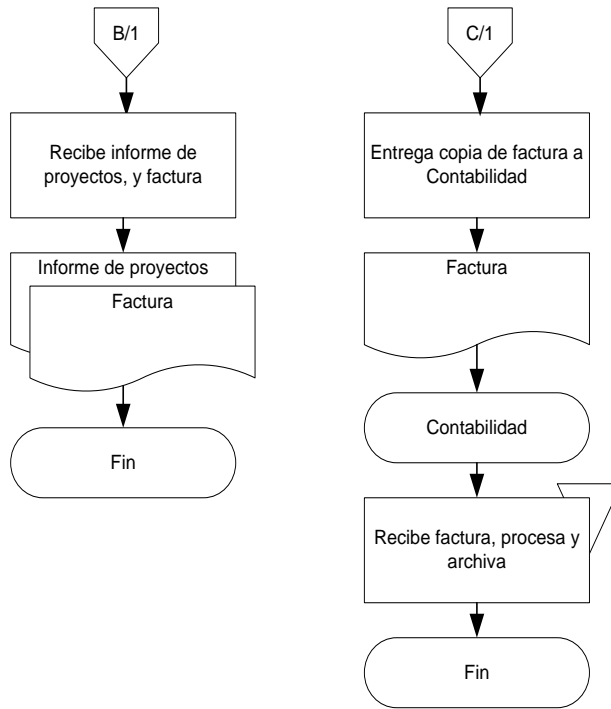 B/1
Recibe informe de
proyectos, y factura
Informe de proyectos
Factura
Fin
C/1
Entrega copia de factura a
Contabilidad
Factura
Contabilidad
Recibe factura, procesa y
archiva
Fin